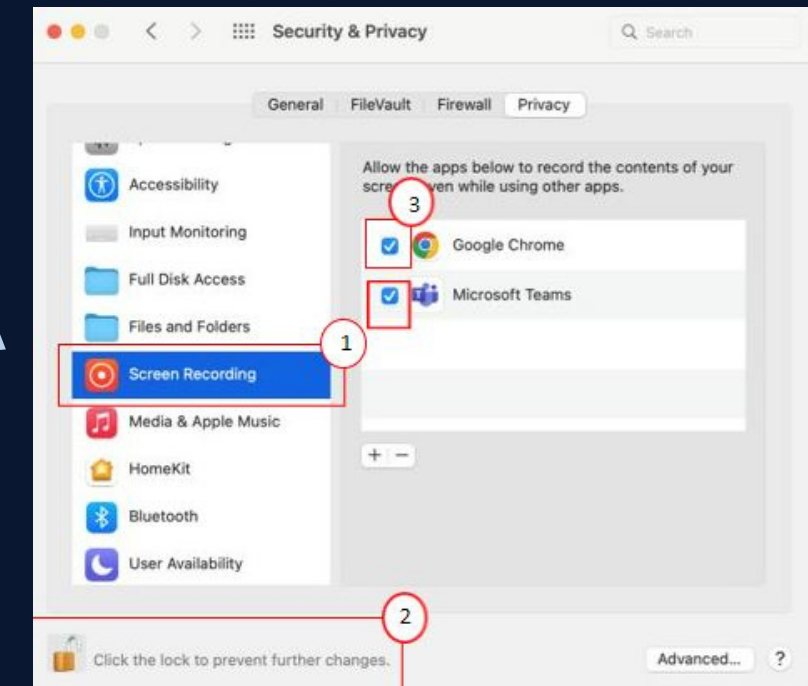 Security & Privacy
Search
General
FileVault
Firewall
Privacy
Accessibility
Input Monitoring
Full Disk Access
Files and Folders
Screen Recording
Media & Apple Music
HomeKit
Bluetooth
User Availability
1
Allow the apps below to record the contents of your
while using other apps.
3
Google Chrome
Microsoft Teams
+ −
2
Click the lock to prevent further changes.
Advanced...
?